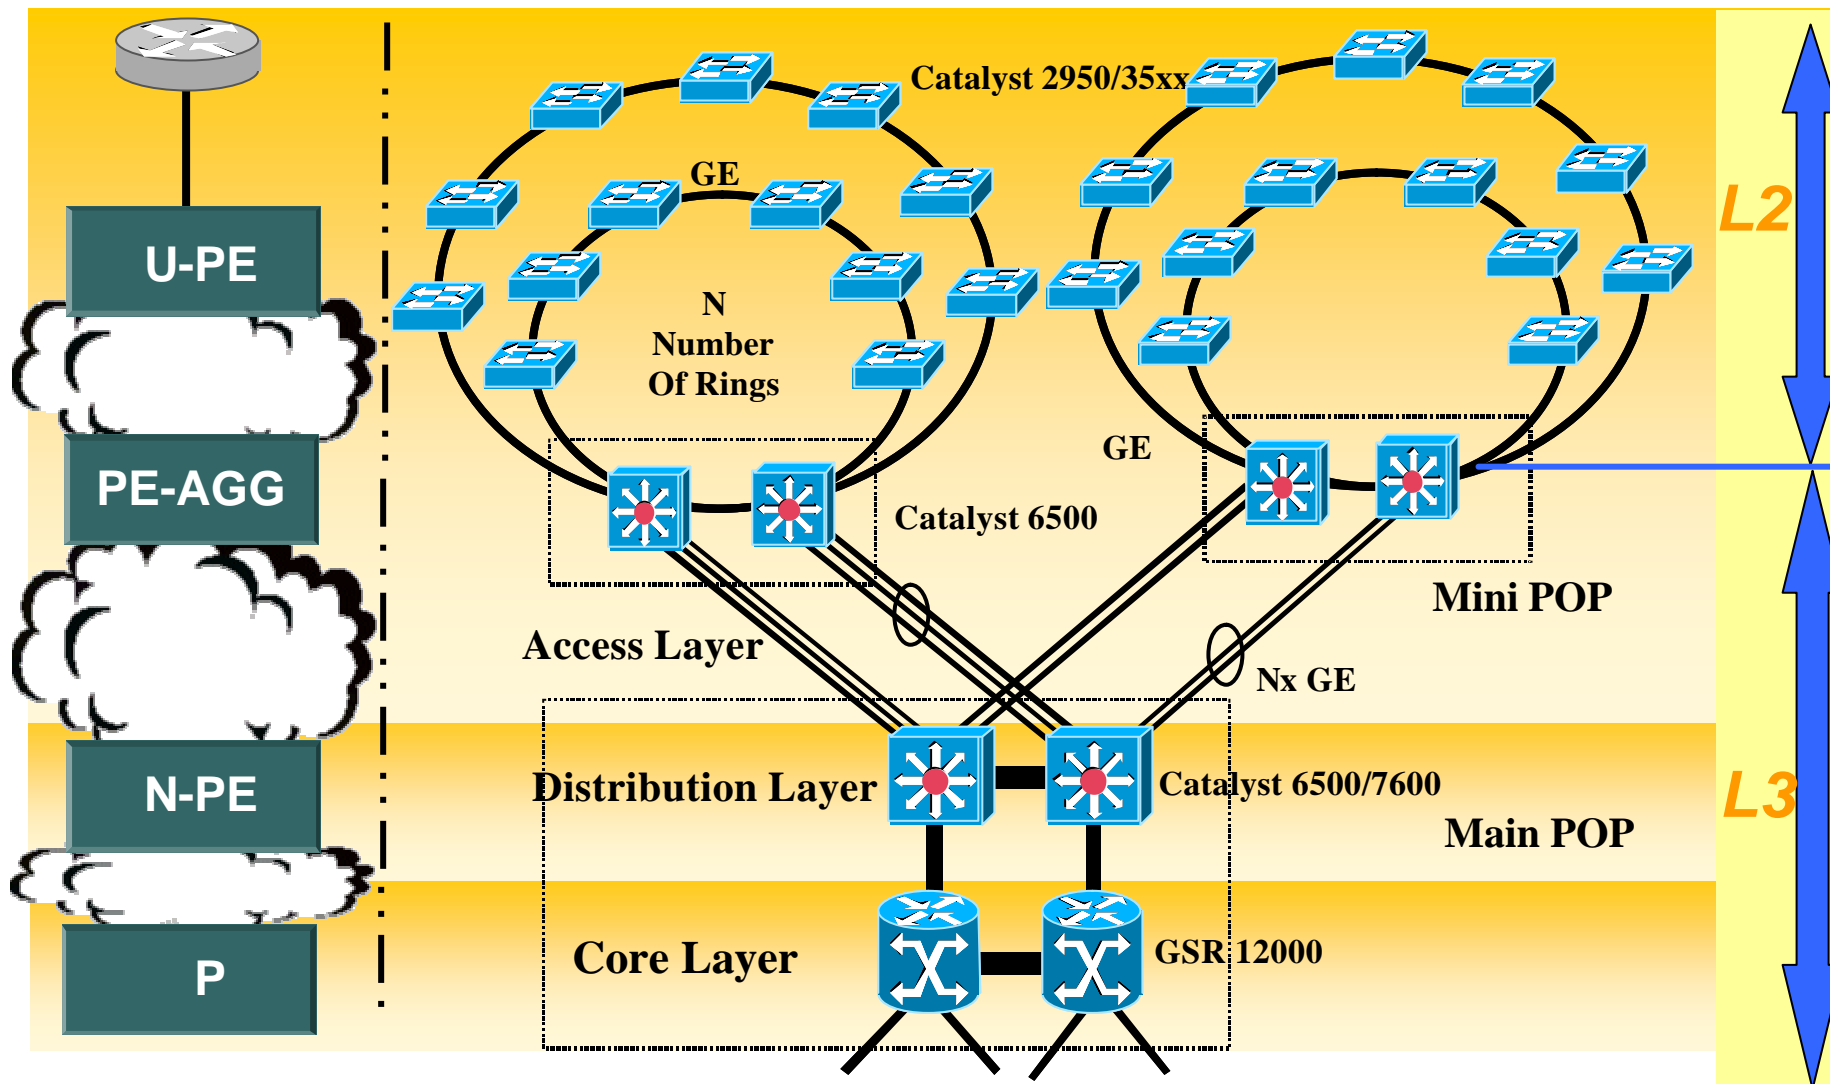 Catalyst 2950/35xx
GE
L2
U-PE
N
Number
Of Rings
GE
PE-AGG
Catalyst 6500
Mini POP
Access Layer
Nx GE
N-PE
Distribution Layer
Catalyst 6500/7600
L3
Main POP
Core Layer
GSR 12000
P